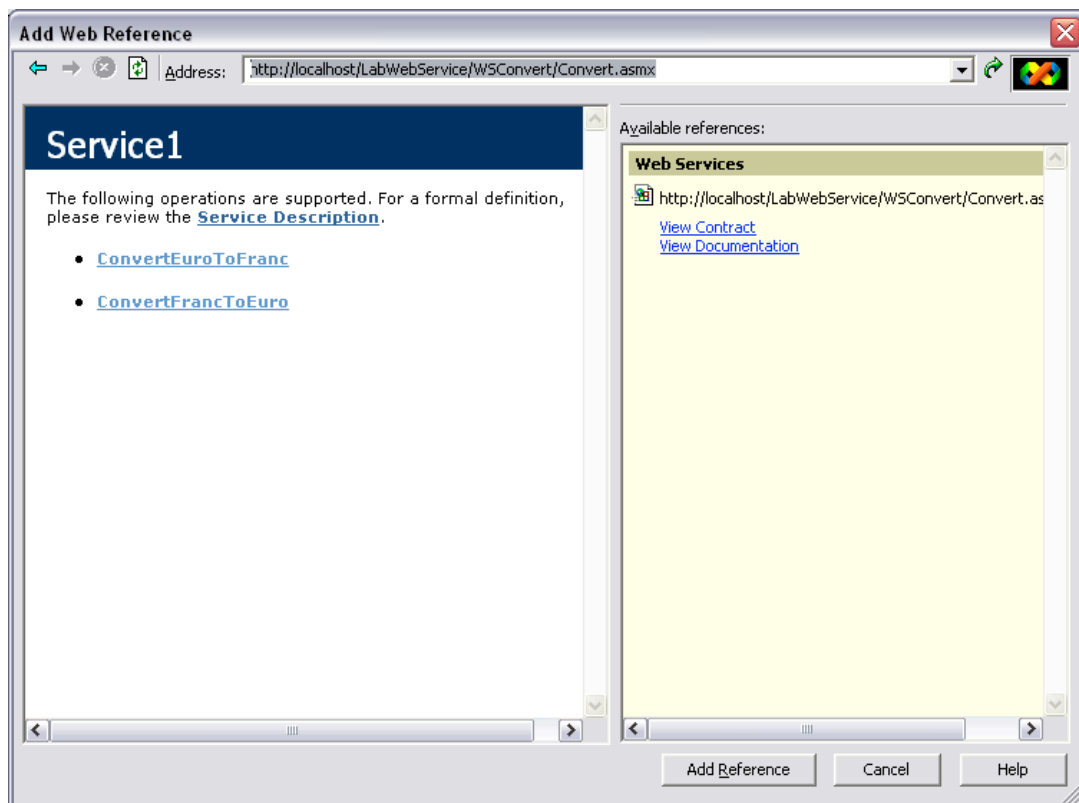 Add Web Reference
Address: http://localhost/LabWebService/WSConvert/Convert.asmx
Service1
The following operations are supported. For a formal definition,
please review the Service Description.
ConvertEuroToFranc
ConvertFrancToEuro
Available references:
Web Services
http://localhost/LabWebService/WSConvert/Convert.as
View Contract
View Documentation
Add Reference Cancel Help